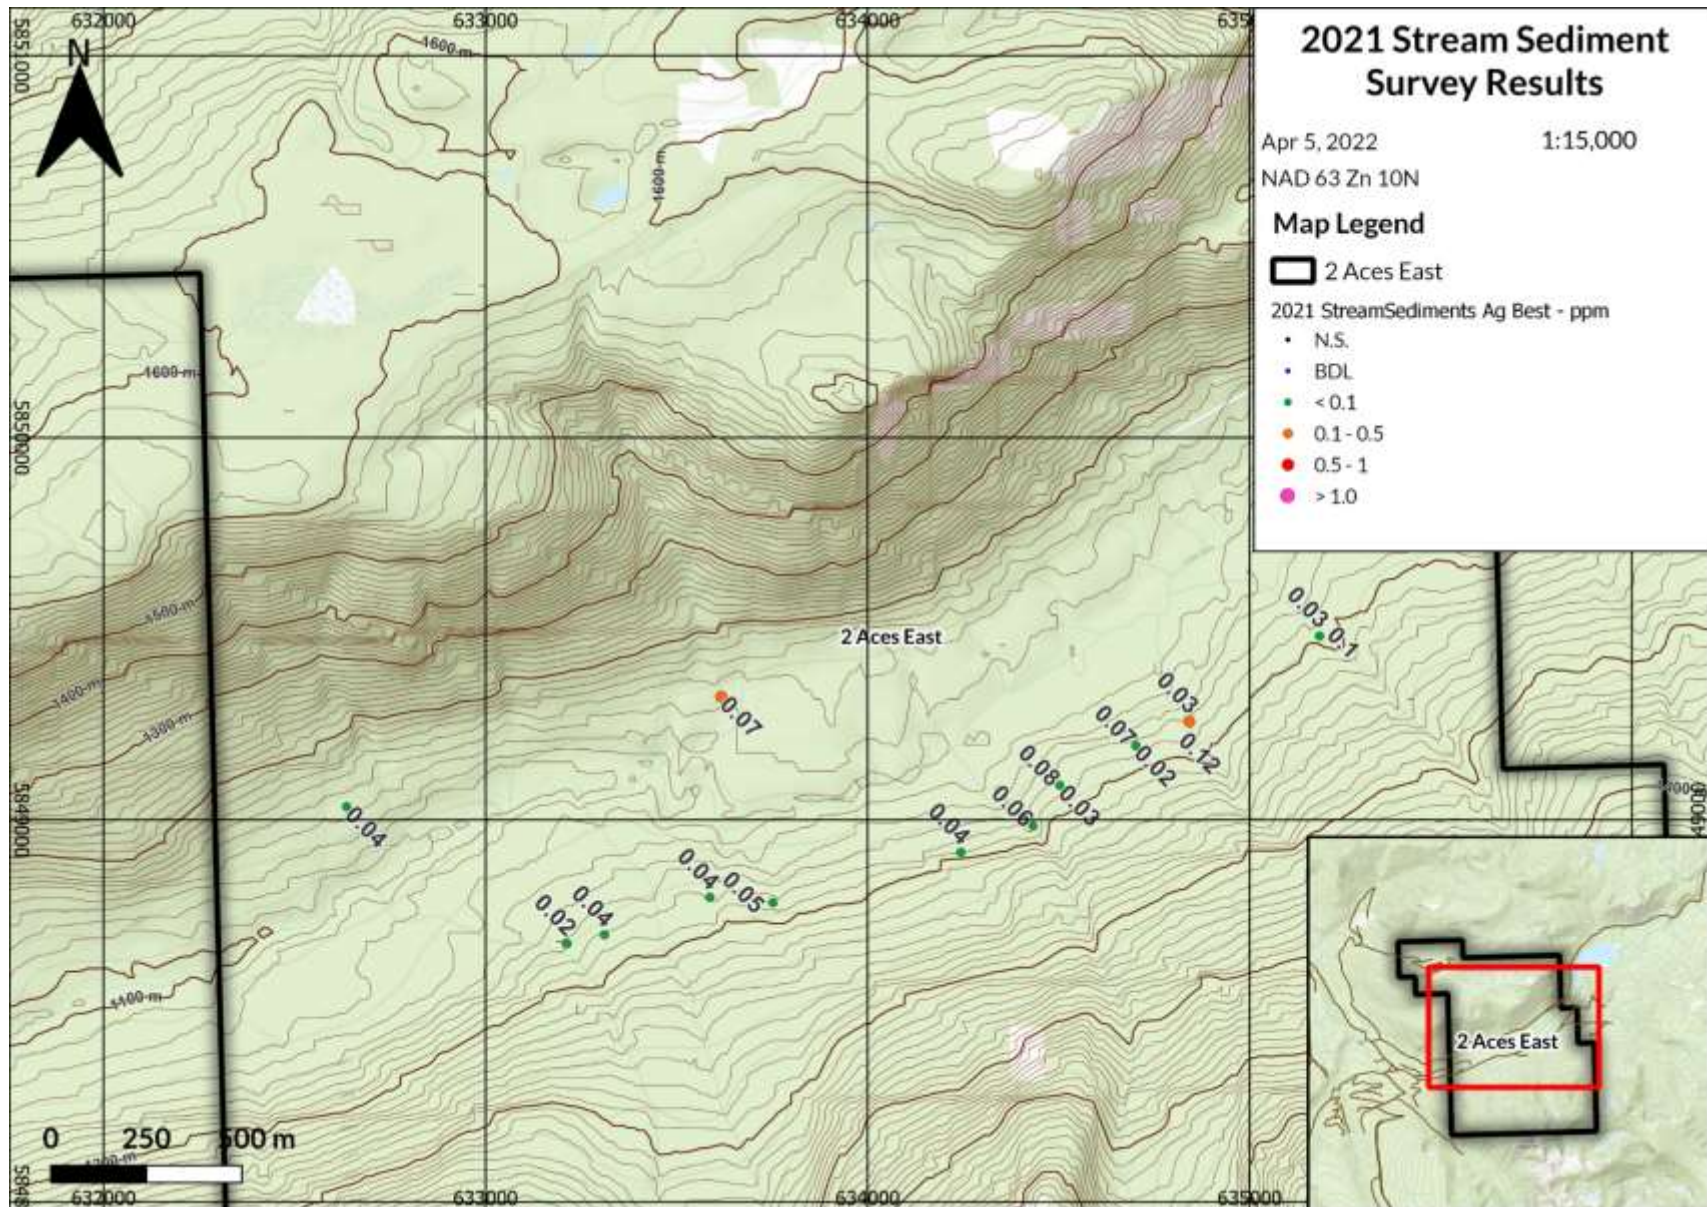 632000
633000
634000
635
5851000
N
1600 m
1600 m
2021 Stream Sediment
Survey Results
Apr 5, 2022
1:15,000
NAD 63 Zn 10N
Map Legend
2 Aces East
2021 StreamSediments Ag Best - ppm
N.S.
BDL
< 0.1
0.1 - 0.5
0.5 - 1
> 1.0
1600 m
5850000
1500 m
1400 m
1300 m
2 Aces East
0.03
0.1
0.07
0.03
0.12
0.07
0.02
0.08
0.03
0.06
0.04
5849000
0.04
0.04
0.05
0.04
0.02
1100 m
2 Aces East
0
250
500 m
5848
632000
633000
634000
635000